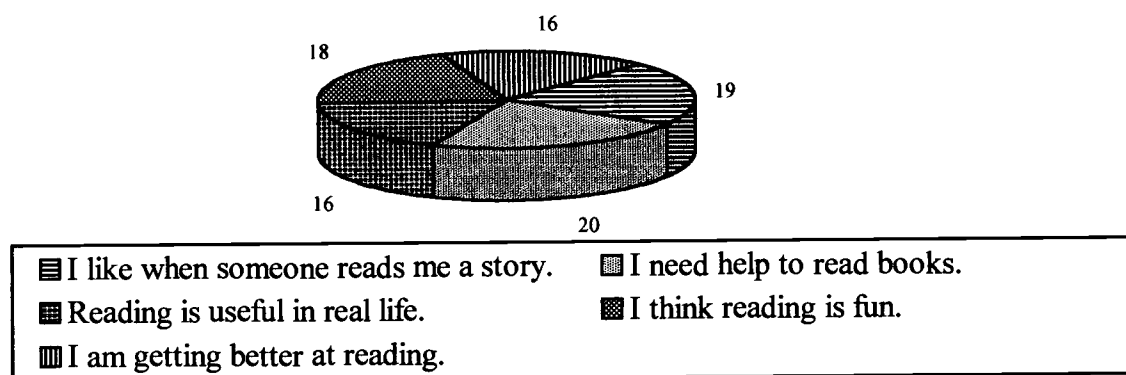 16
18
19
16
20
I like when someone reads me a story. I need help to read books.
Reading is useful in real life. I think reading is fun.
I am getting better at reading.